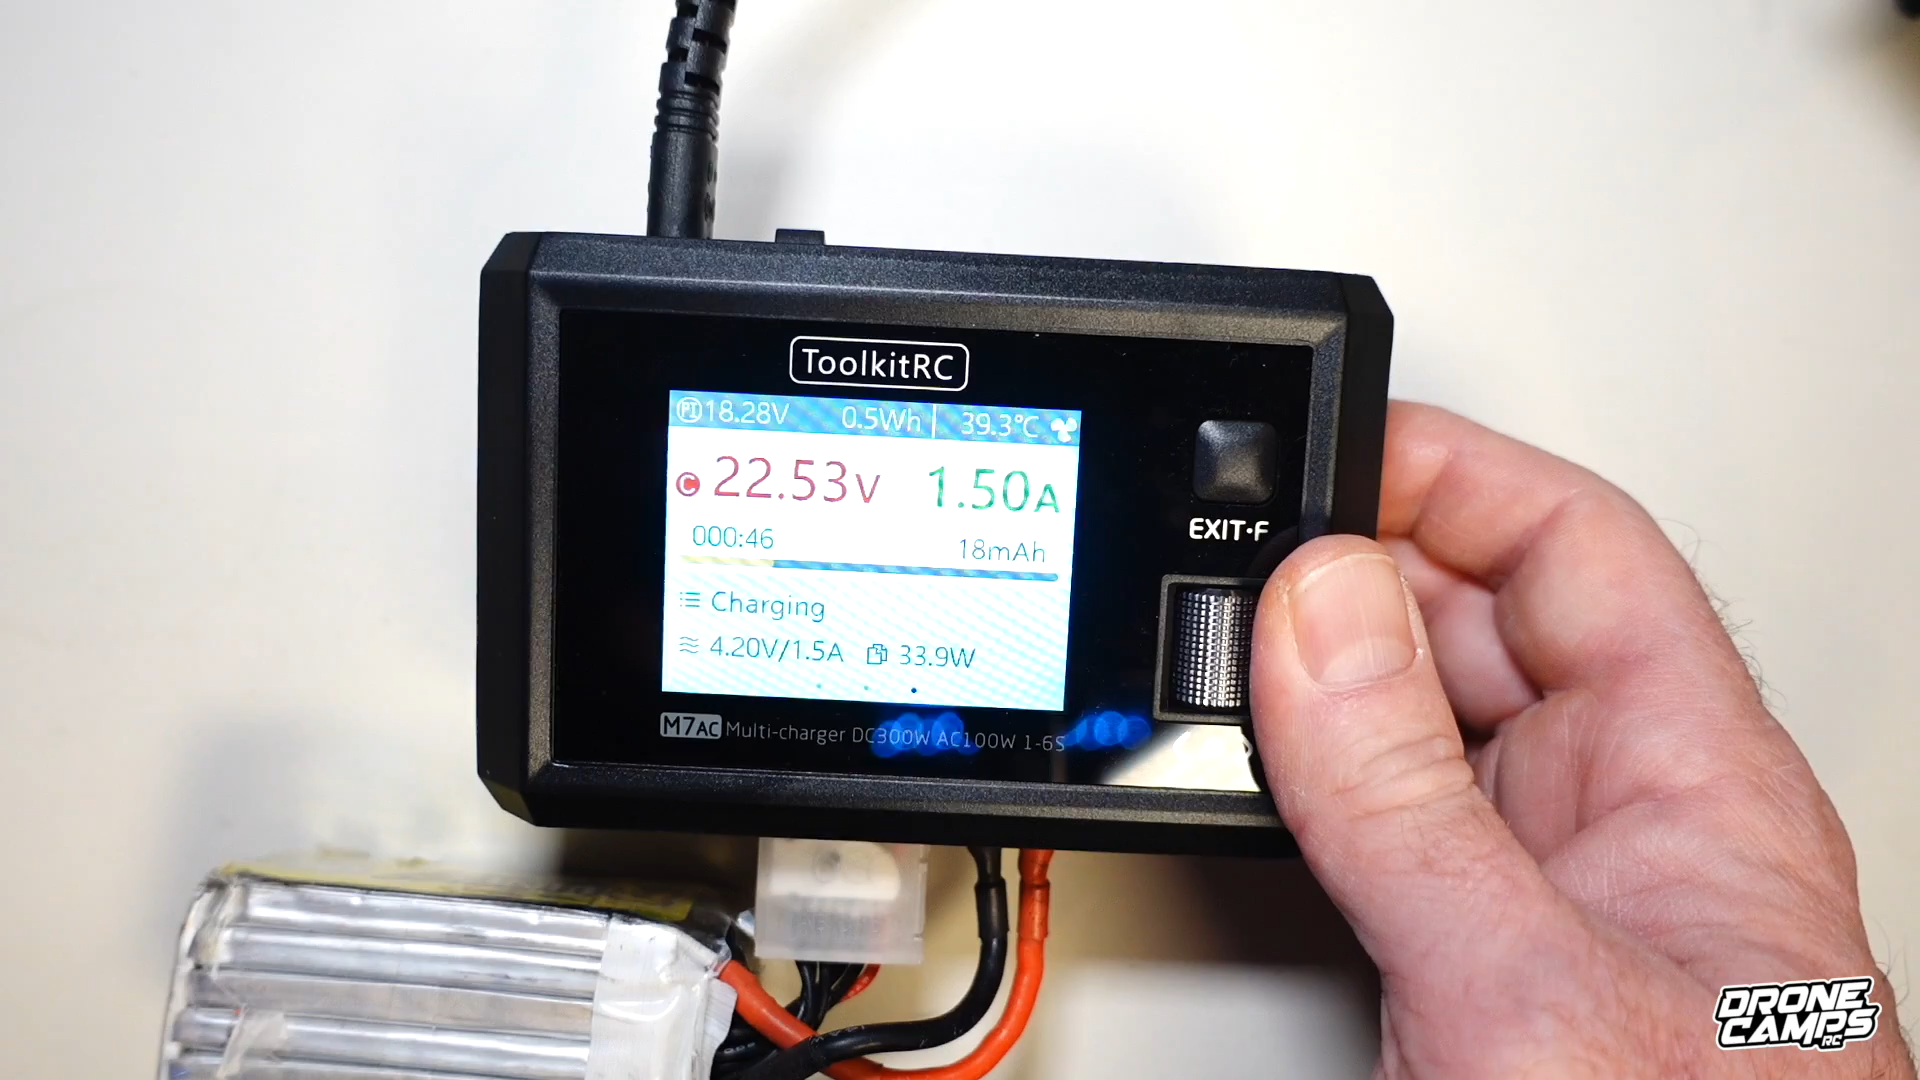 ToolkitRC
PI 18.28V 0.5Wh 39.3°C
C 22.53V 1.50A
000:46 18mAh
Charging
4.20V/1.5A 33.9W
EXIT·F
M7AC Multi-charger DC300W AC100W 1-6S
DRONE
CAMPS
RC